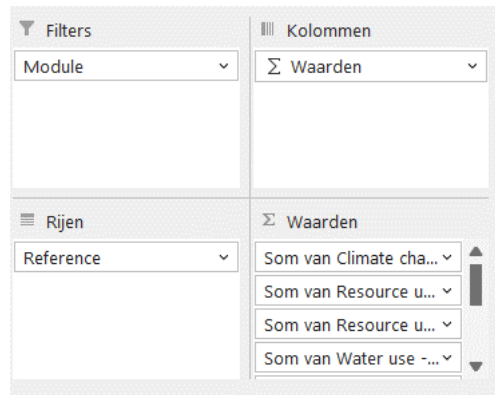 Filters
Module
Kolommen
Σ Waarden
Rijen
Reference
Σ Waarden
Som van Climate cha...
Som van Resource u...
Som van Resource u...
Som van Water use -...